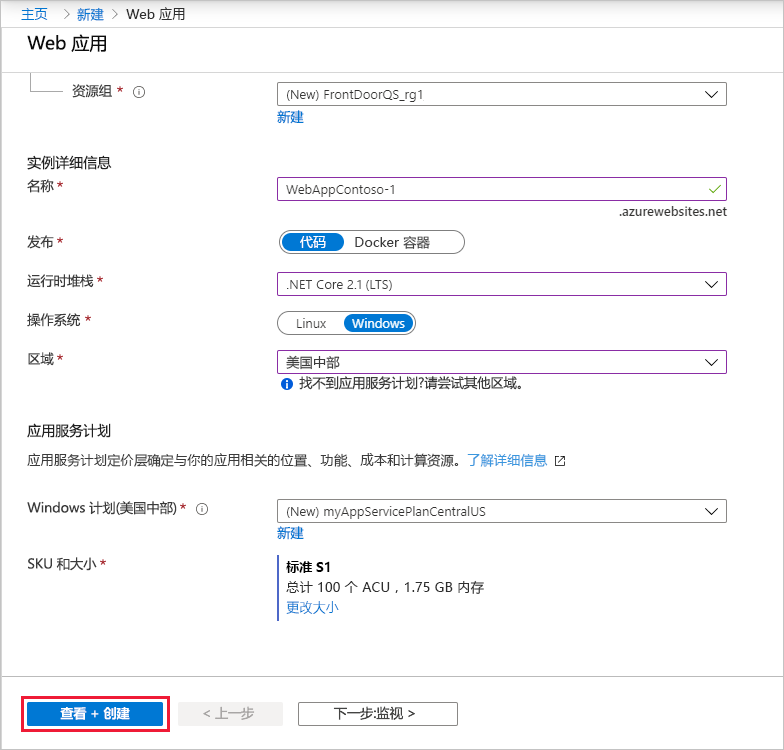 主页 > 新建 > Web 应用
Web 应用
资源组 *
(New) FrontDoorQS_rg1
新建
实例详细信息
名称 *
WebAppContoso-1
.azurewebsites.net
发布 *
代码 Docker 容器
运行时堆栈 *
.NET Core 2.1 (LTS)
操作系统 *
Linux Windows
区域 *
美国中部
找不到应用服务计划?请尝试其他区域。
应用服务计划
应用服务计划定价层确定与你的应用相关的位置、功能、成本和计算资源。了解详细信息
Windows 计划(美国中部) *
(New) myAppServicePlanCentralUS
新建
SKU 和大小 *
标准 S1
总计 100 个 ACU，1.75 GB 内存
更改大小
查看 + 创建
< 上一步
下一步:监视 >